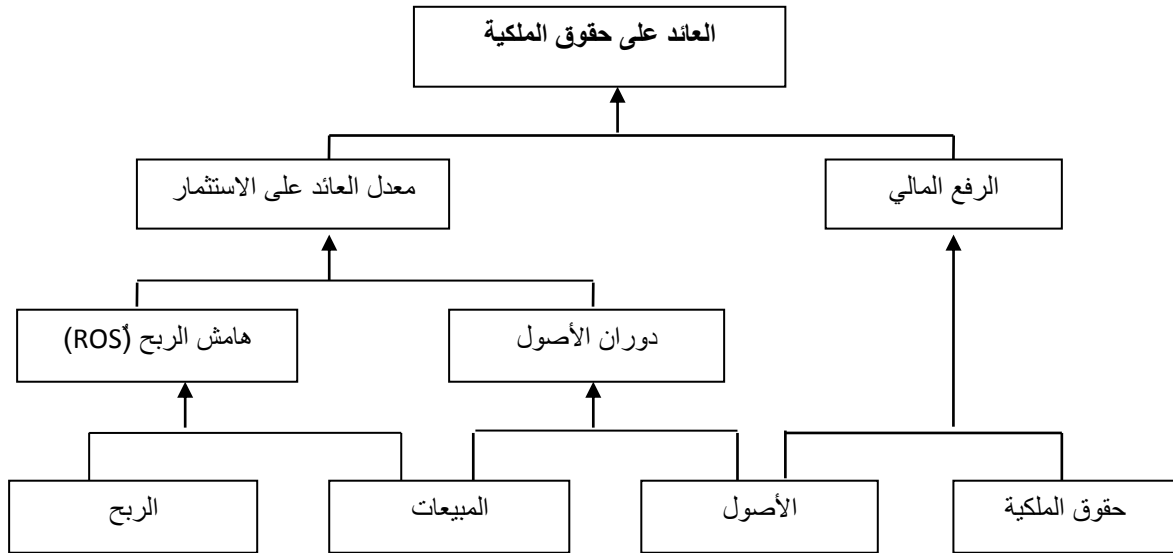 العائد على حقوق الملكية
الرفع المالي
معدل العائد على الاستثمار
دوران الأصول
هامش الربح (ROS)
حقوق الملكية
الأصول
المبيعات
الربح